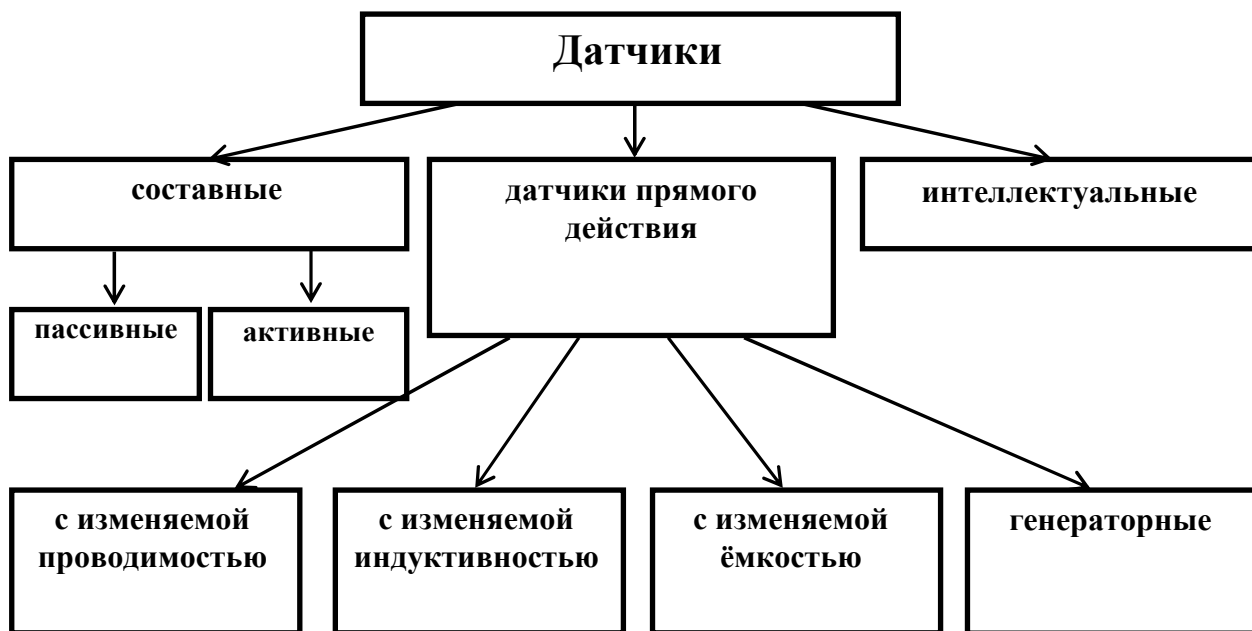 Датчики
составные
датчики прямого
действия
интеллектуальные
пассивные
активные
с изменяемой
проводимостью
с изменяемой
индуктивностью
с изменяемой
ёмкостью
генераторные